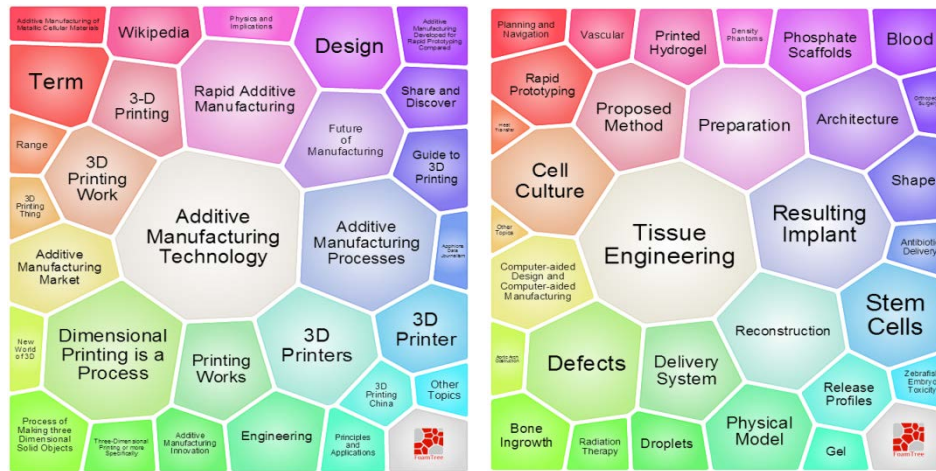 Additive Manufacturing of
Metallic Cellular Materials
Wikipedia
Physics and
Implications
Design
Additive
Manufacturing
Developed for
Rapid Prototyping
Compared
Term
3-D
Printing
Rapid Additive
Manufacturing
Share and
Discover
Future
of
Manufacturing
Range
3D
Printing
Work
Guide to
3D
Printing
3D
Printing
Thing
Additive
Manufacturing
Technology
Additive
Manufacturing
Processes
Additive
Manufacturing
Market
New
World
of 3D
Dimensional
Printing is a
Process
Printing
Works
3D
Printers
3D
Printer
3D
Printing
China
Other
Topics
Process of
Making three
Dimensional
Solid Objects
Three-Dimensional
Printing or more
Specifically
Additive
Manufacturing
Innovation
Engineering
Principles
and
Applications
FoamTree
Planning and
Navigation
Vascular
Printed
Hydrogel
Density
Phantoms
Phosphate
Scaffolds
Blood
Rapid
Prototyping
Proposed
Method
Preparation
Architecture
Orthopedic
Surgery
Heat
Transfer
Cell
Culture
Shape
Tissue
Engineering
Resulting
Implant
Other
Topics
Antibiotic
Delivery
Computer-aided
Design and
Computer-aided
Manufacturing
Stem
Cells
Reconstruction
Defects
Delivery
System
Release
Profiles
Zebrafish
Embryo
Toxicity
Bone
Ingrowth
Radiation
Therapy
Droplets
Physical
Model
Gel
FoamTree